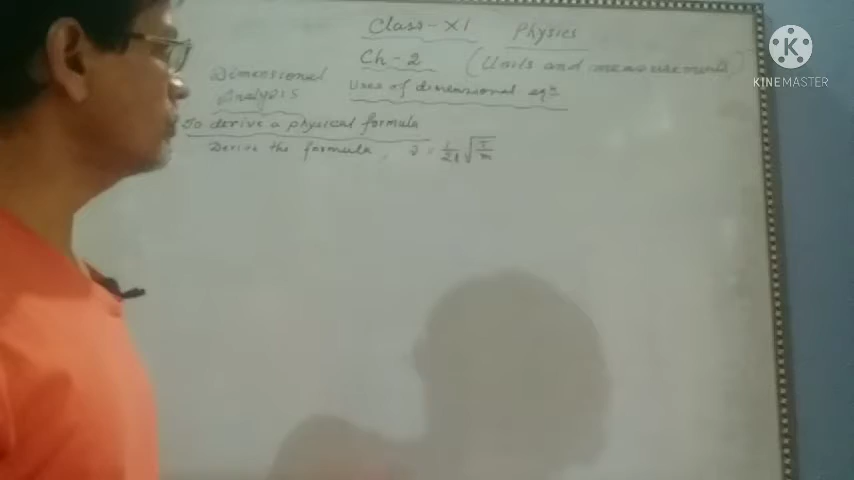 Class-XI Physics
Ch-2 (Units and measurements)
Dimensional Analysis
Uses of dimensional eqn
To derive a physical formula
Derive the formula, ν = 1/2l √T/m
KINEMASTER